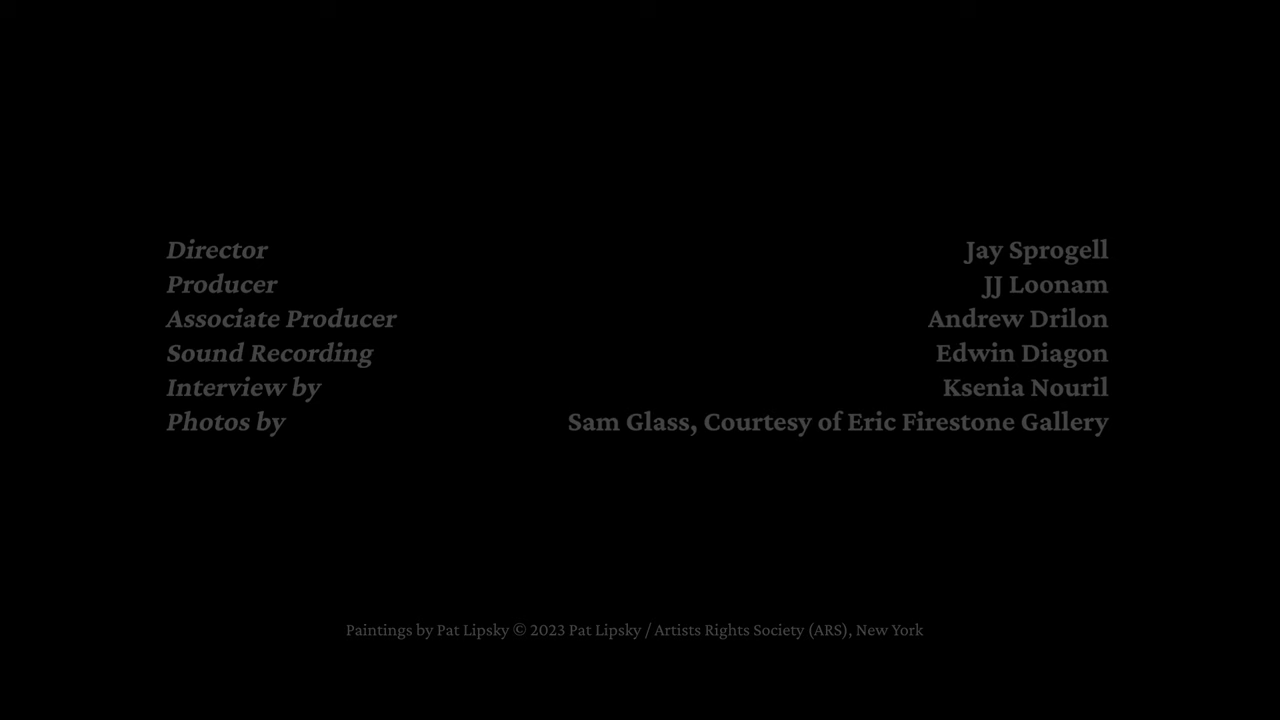 Director Jay Sprogell
Producer JJ Loonam
Associate Producer Andrew Drilon
Sound Recording Edwin Diagon
Interview by Ksenia Nouril
Photos by Sam Glass, Courtesy of Eric Firestone Gallery
Paintings by Pat Lipsky © 2023 Pat Lipsky / Artists Rights Society (ARS), New York